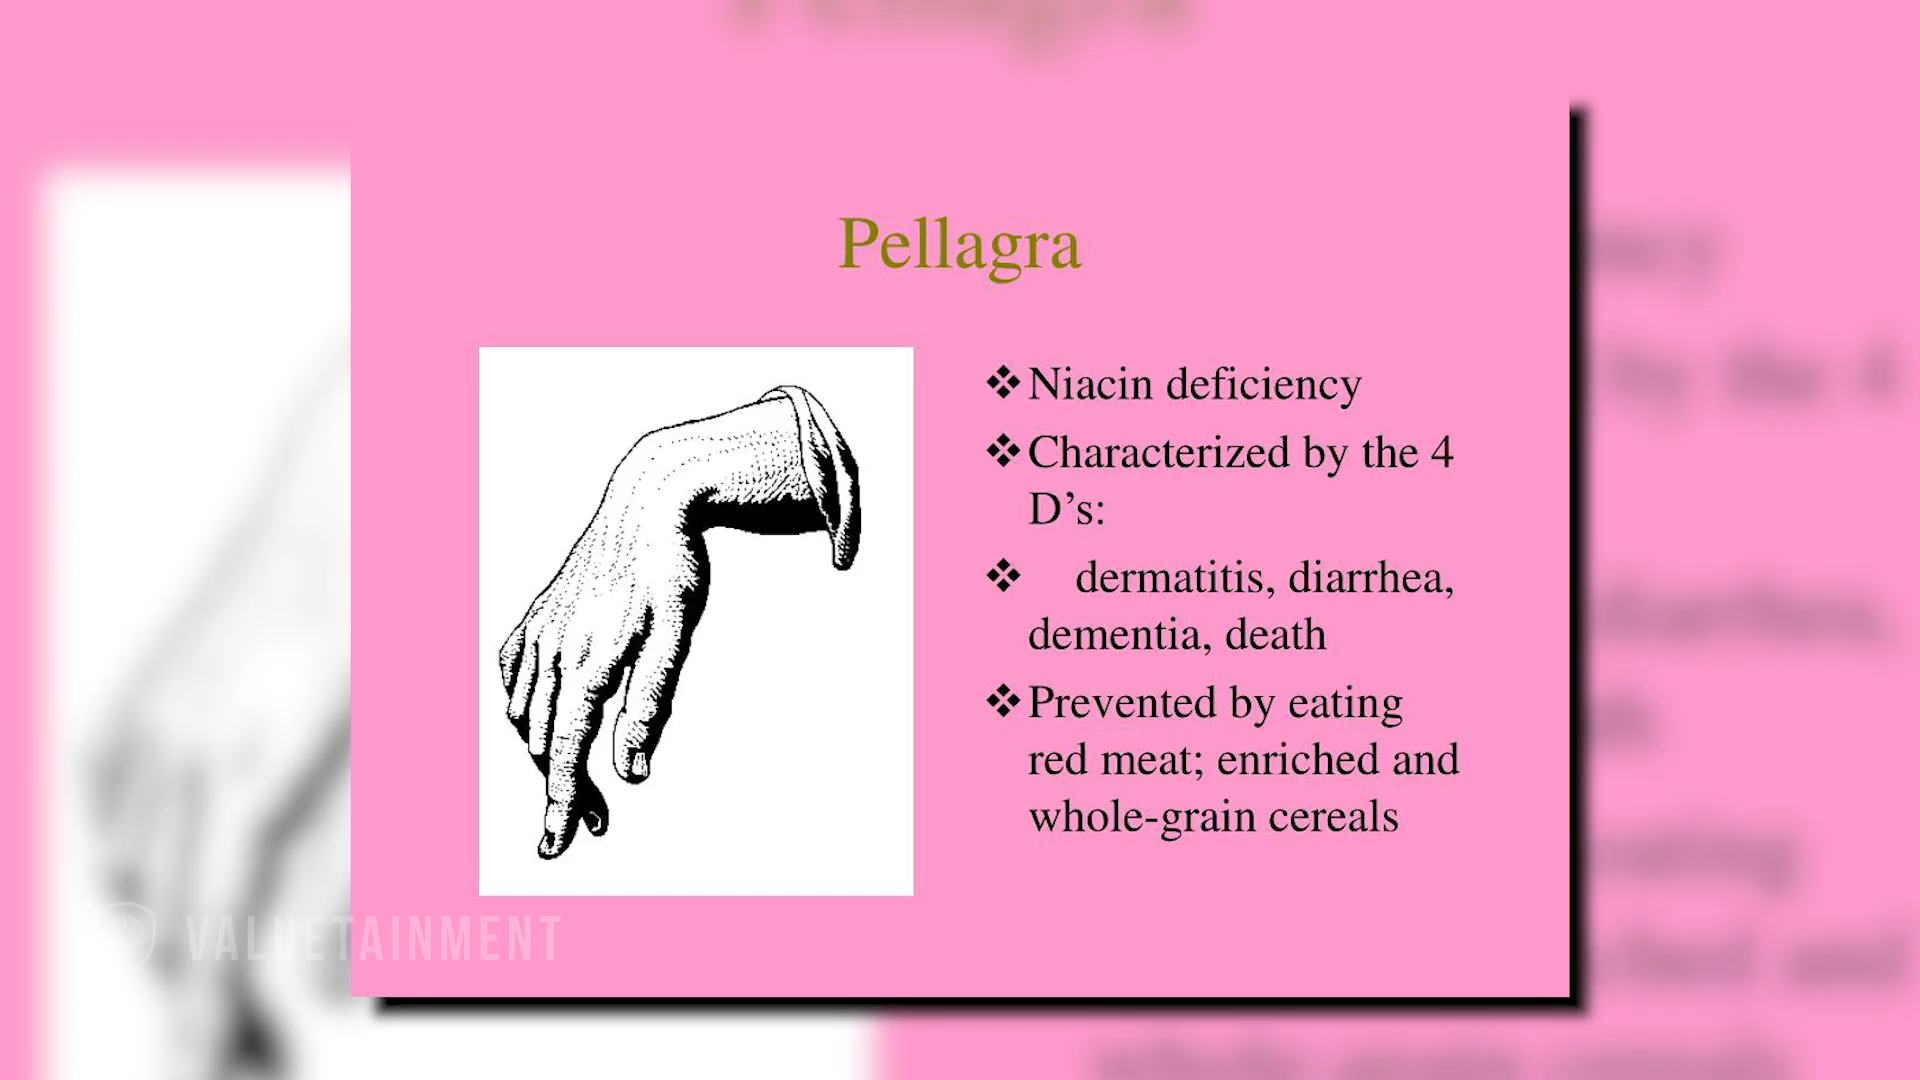 Pellagra
❖ Niacin deficiency
❖ Characterized by the 4
D’s:
❖ dermatitis, diarrhea,
dementia, death
❖ Prevented by eating
red meat; enriched and
whole-grain cereals
VALUETAINMENT